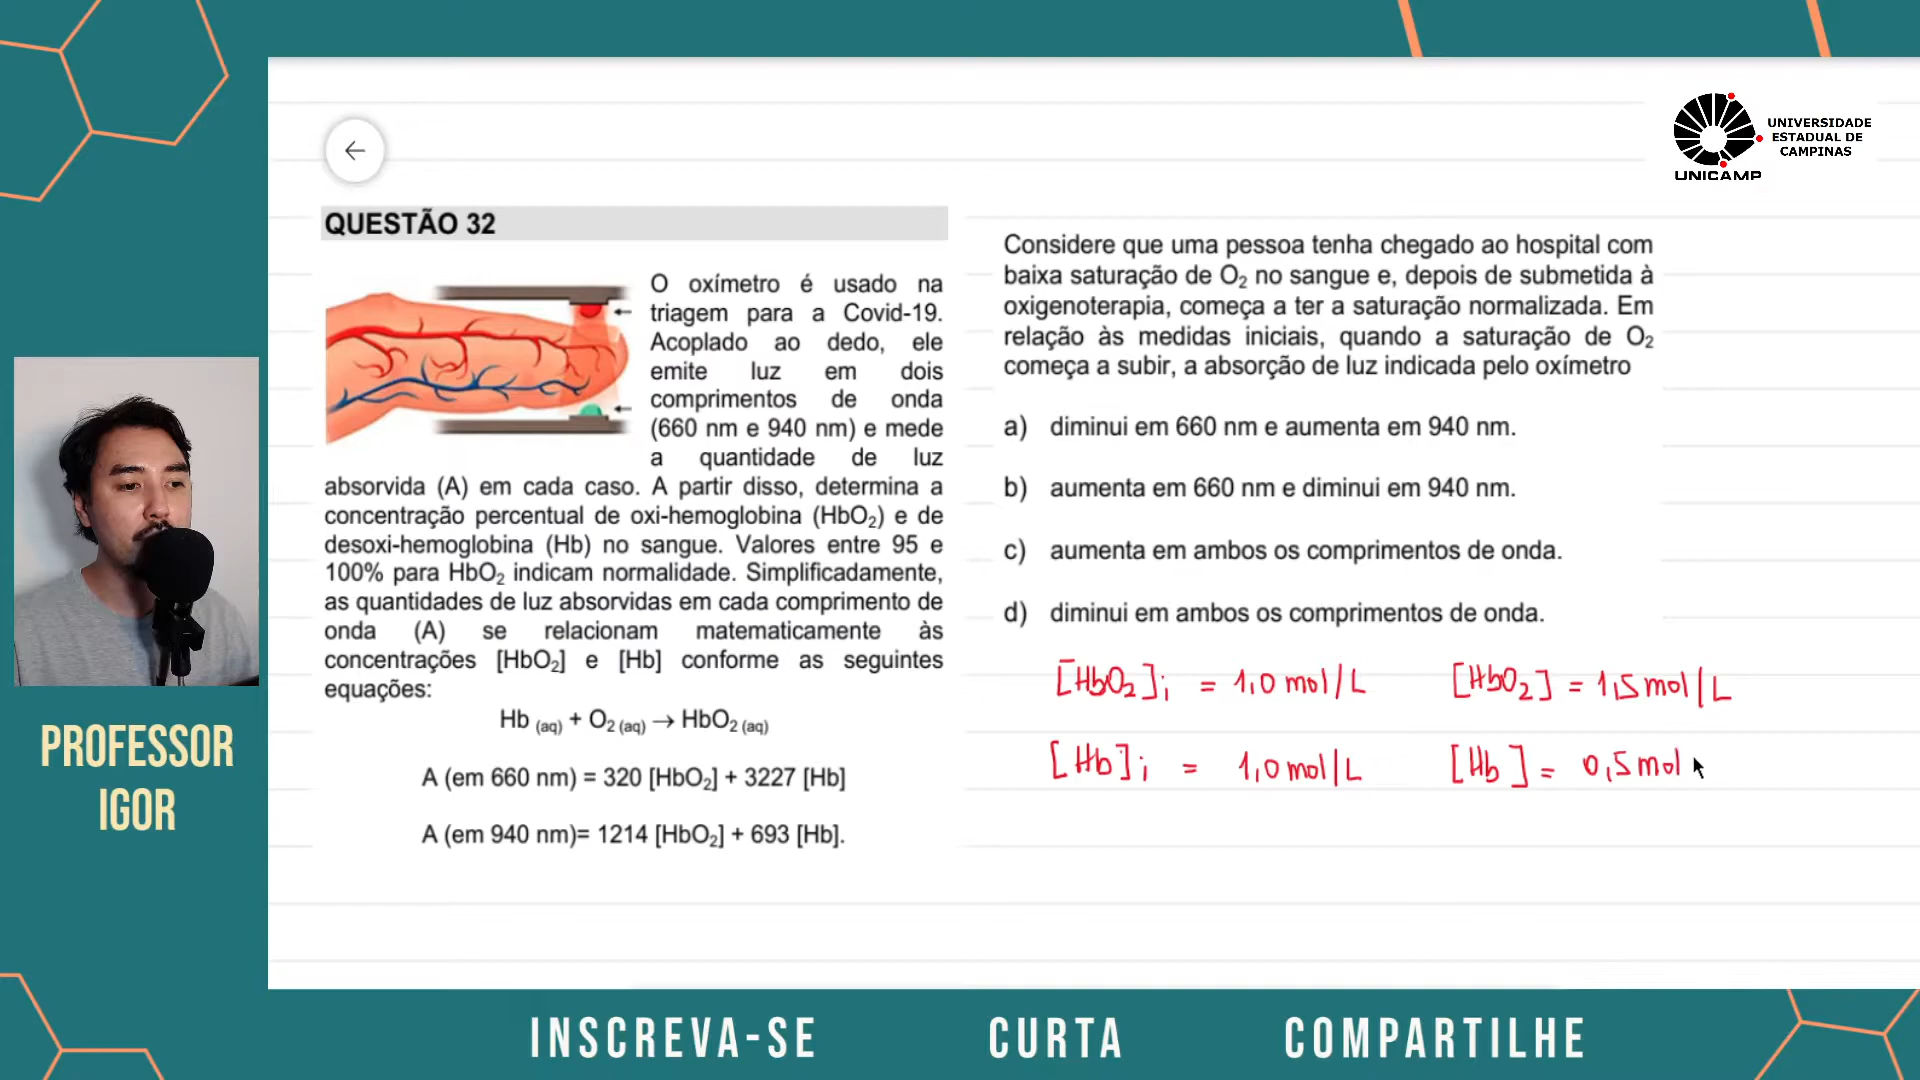 UNIVERSIDADE
ESTADUAL DE
CAMPINAS
UNICAMP
QUESTÃO 32
O oxímetro é usado na
triagem para a Covid-19.
Acoplado ao dedo, ele
emite luz em dois
comprimentos de onda
(660 nm e 940 nm) e mede
a quantidade de luz
absorvida (A) em cada caso. A partir disso, determina a
concentração percentual de oxi-hemoglobina (HbO₂) e de
desoxi-hemoglobina (Hb) no sangue. Valores entre 95 e
100% para HbO₂ indicam normalidade. Simplificadamente,
as quantidades de luz absorvidas em cada comprimento de
onda (A) se relacionam matematicamente às
concentrações [HbO₂] e [Hb] conforme as seguintes
equações:
Hb (aq) + O₂ (aq) → HbO₂ (aq)
A (em 660 nm) = 320 [HbO₂] + 3227 [Hb]
A (em 940 nm)= 1214 [HbO₂] + 693 [Hb].
Considere que uma pessoa tenha chegado ao hospital com
baixa saturação de O₂ no sangue e, depois de submetida à
oxigenoterapia, começa a ter a saturação normalizada. Em
relação às medidas iniciais, quando a saturação de O₂
começa a subir, a absorção de luz indicada pelo oxímetro
a) diminui em 660 nm e aumenta em 940 nm.
b) aumenta em 660 nm e diminui em 940 nm.
c) aumenta em ambos os comprimentos de onda.
d) diminui em ambos os comprimentos de onda.
[HbO₂]i = 1,0 mol/L [HbO₂] = 1,5 mol/L
[Hb]i = 1,0 mol/L [Hb] = 0,5 mol
PROFESSOR
IGOR
INSCREVA-SE CURTA COMPARTILHE